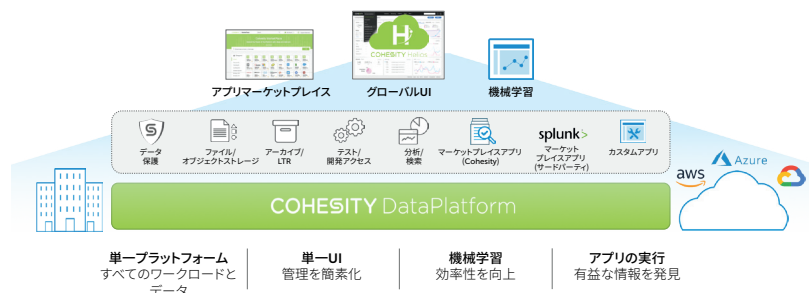 H
COHESITY Helios
アプリマーケットプレイス
グローバルUI
機械学習
S
データ
保護
ファイル/
オブジェクトストレージ
アーカイブ/
LTR
テスト/
開発アクセス
分析/
検索
マーケットプレイスアプリ
(Cohesity)
splunk>
マーケット
プレイスアプリ
(サードパーティ)
カスタムアプリ
aws
Azure
COHESITY DataPlatform
単一プラットフォーム
すべてのワークロードと
データ
単一UI
管理を簡素化
機械学習
効率性を向上
アプリの実行
有益な情報を発見